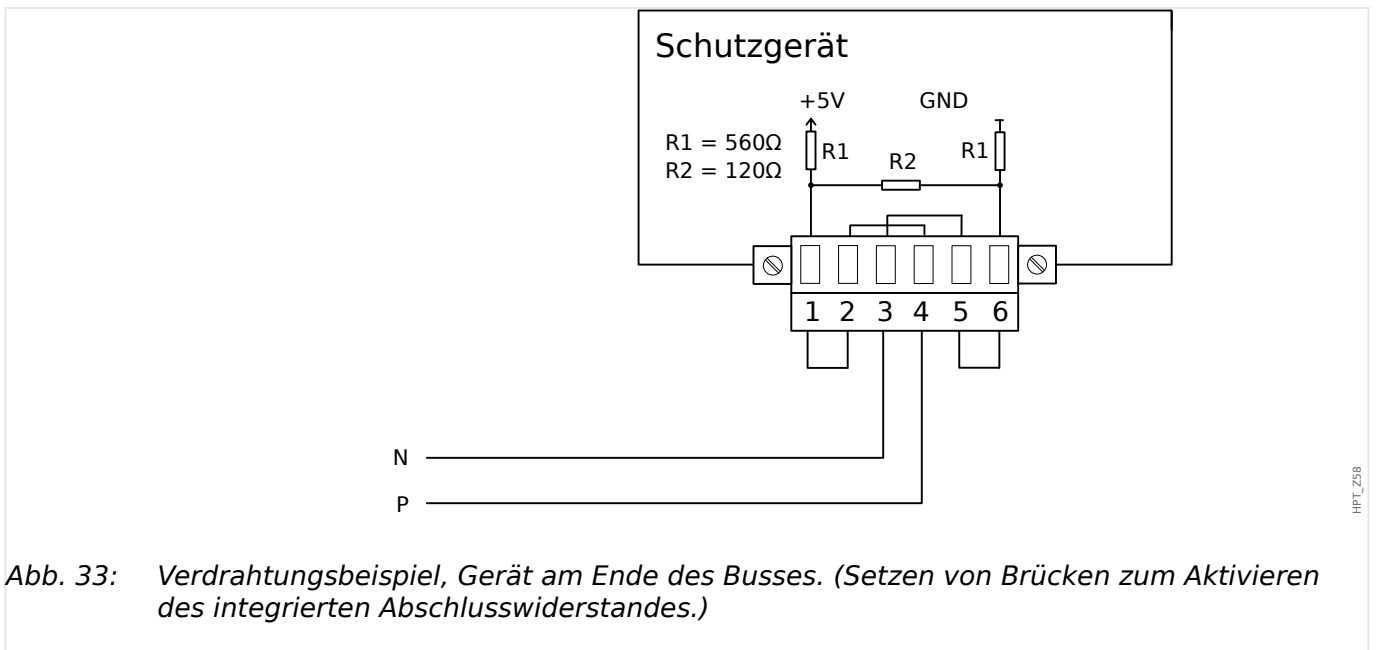 Schutzgerät
+5V GND
R1 = 560Ω
R2 = 120Ω
R1 R2 R1
1 2 3 4 5 6
N
P
HPT_Z58
Abb. 33: Verdrahtungsbeispiel, Gerät am Ende des Busses. (Setzen von Brücken zum Aktivieren
des integrierten Abschlusswiderstandes.)